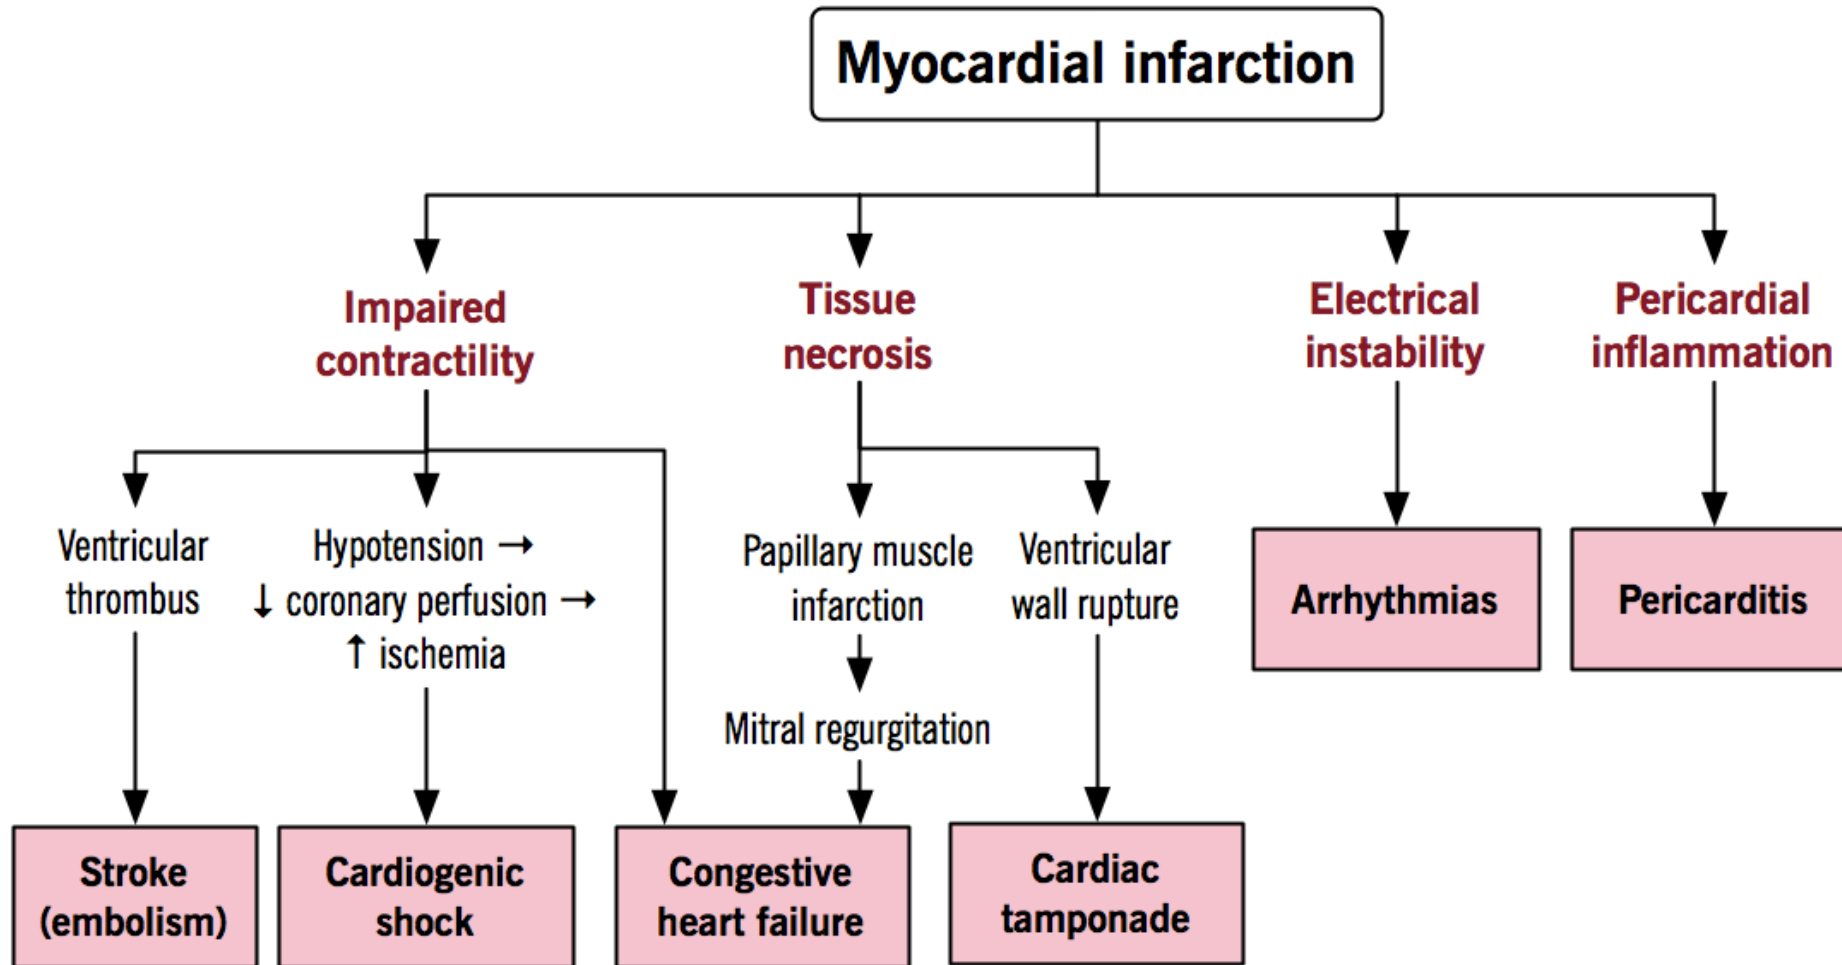 Myocardial infarction
Impaired
contractility
Tissue
necrosis
Electrical
instability
Pericardial
inflammation
Ventricular
thrombus
Hypotension →
↓ coronary perfusion →
↑ ischemia
Papillary muscle
infarction
Mitral regurgitation
Ventricular
wall rupture
Arrhythmias
Pericarditis
Stroke
(embolism)
Cardiogenic
shock
Congestive
heart failure
Cardiac
tamponade